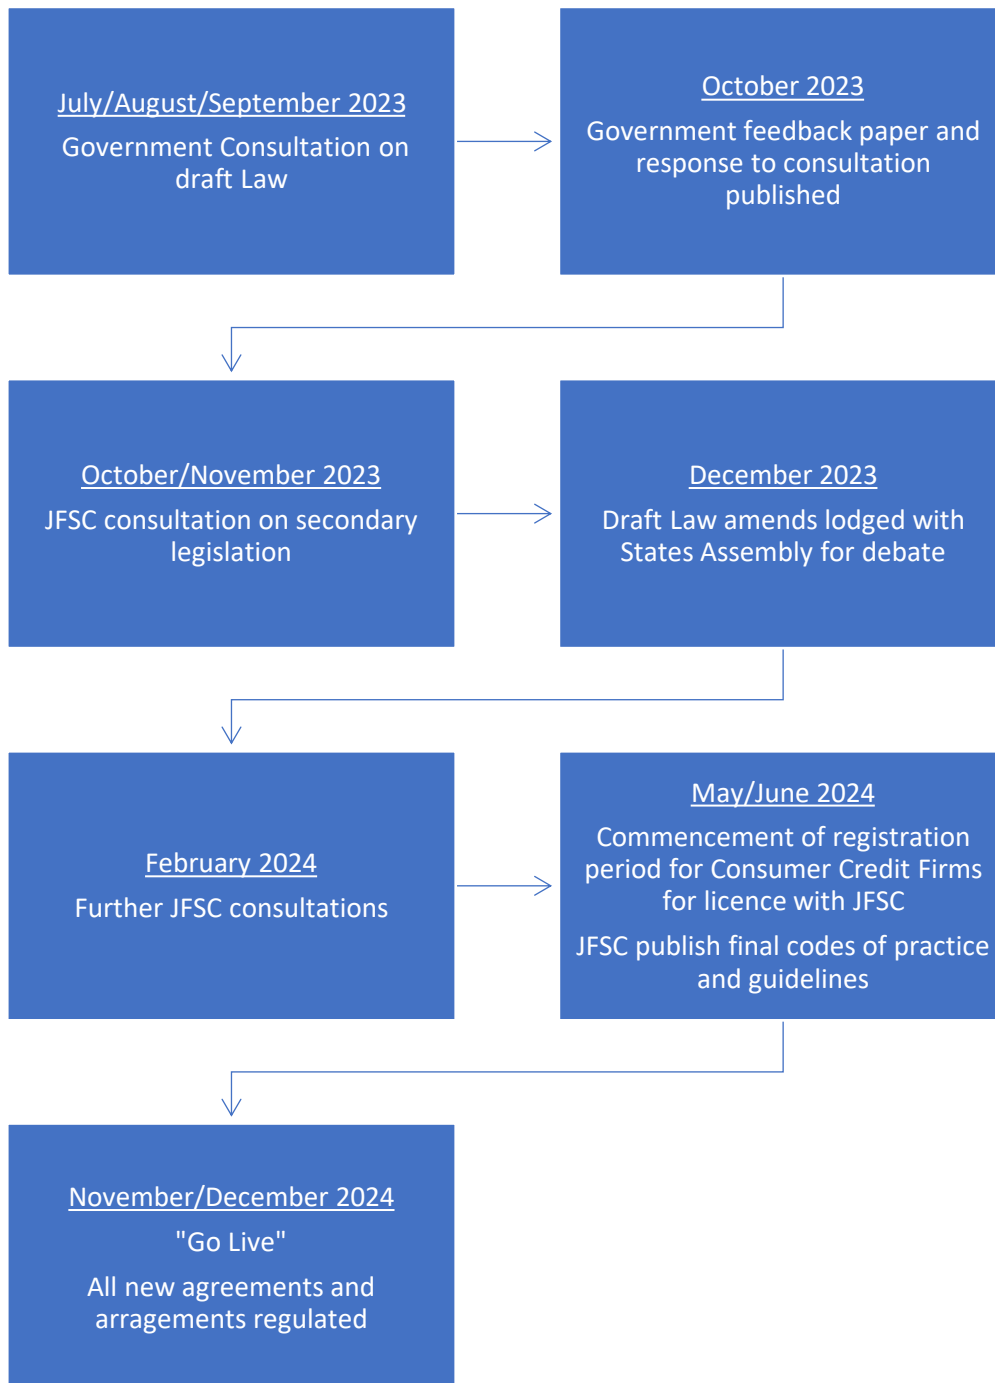 July/August/September 2023
Government Consultation on
draft Law
October 2023
Government feedback paper and
response to consultation
published
October/November 2023
JFSC consultation on secondary
legislation
December 2023
Draft Law amends lodged with
States Assembly for debate
February 2024
Further JFSC consultations
May/June 2024
Commencement of registration
period for Consumer Credit Firms
for licence with JFSC
JFSC publish final codes of practice
and guidelines
November/December 2024
"Go Live"
All new agreements and
arragements regulated